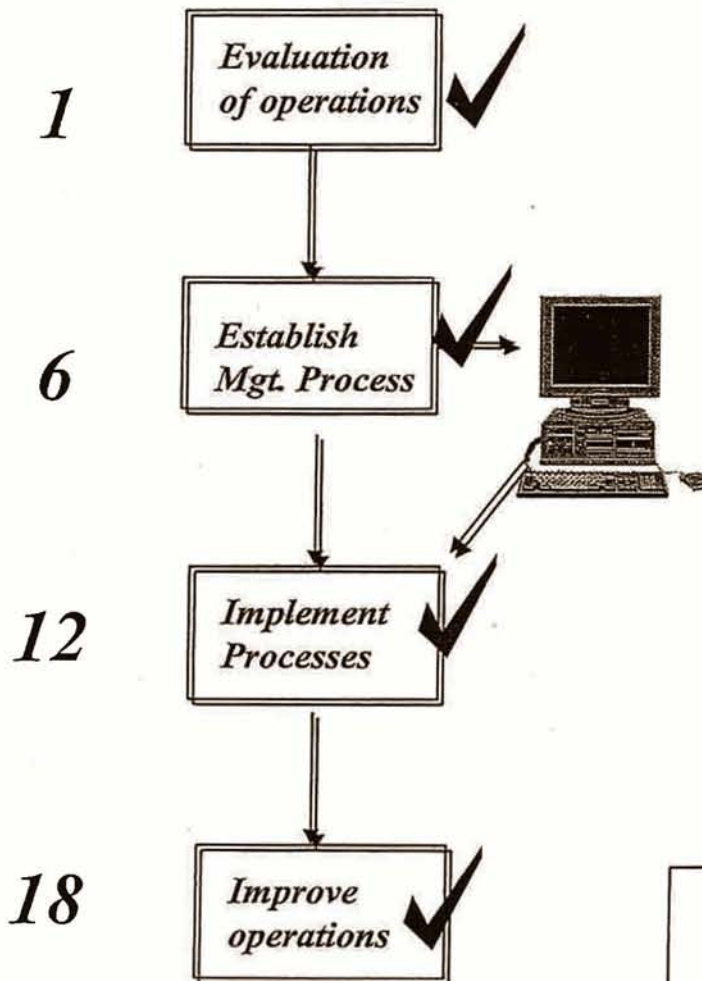 1
Evaluation
of operations
6
Establish
Mgt. Process
12
Implement
Processes
18
Improve
operations